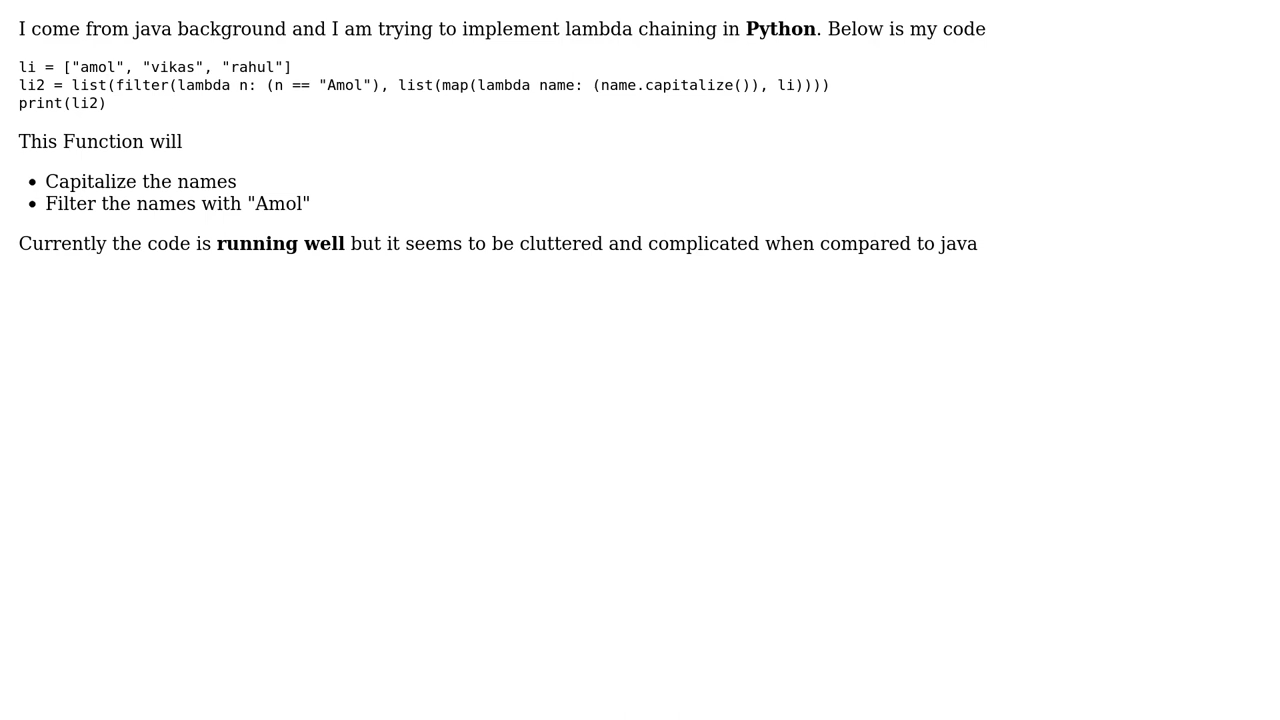 I come from java background and I am trying to implement lambda chaining in Python. Below is my code
li = ["amol", "vikas", "rahul"]
li2 = list(filter(lambda n: (n == "Amol"), list(map(lambda name: (name.capitalize()), li))))
print(li2)
This Function will
• Capitalize the names
• Filter the names with "Amol"
Currently the code is running well but it seems to be cluttered and complicated when compared to java